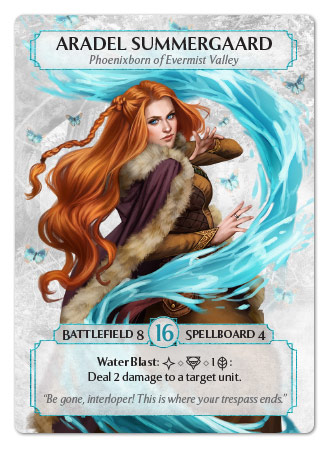 ARADEL SUMMERGAARD
Phoenixborn of Evermist Valley
BATTLEFIELD 8 16 SPELLBOARD 4
Water Blast: 1 :
Deal 2 damage to a target unit.
"Be gone, interloper! This is where your trespass ends."